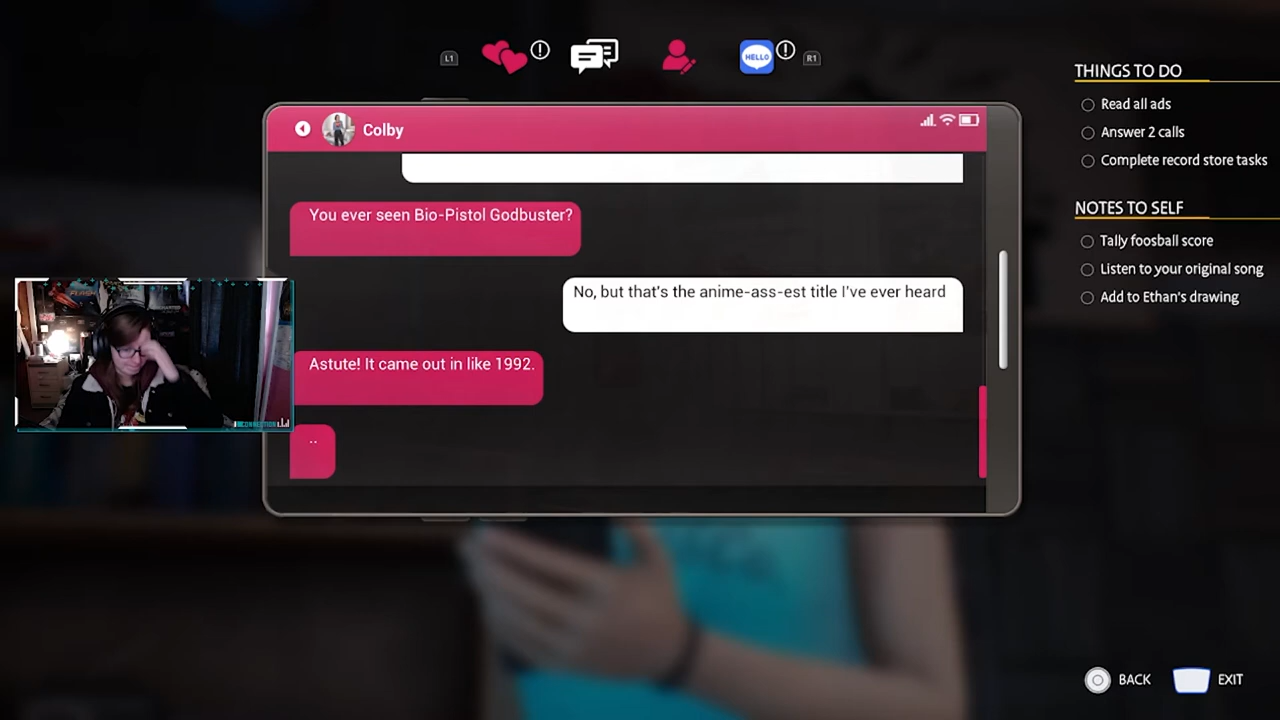 L1
HELLO
R1
THINGS TO DO
Read all ads
Answer 2 calls
Complete record store tasks
NOTES TO SELF
Tally foosball score
Listen to your original song
Add to Ethan's drawing
Colby
You ever seen Bio-Pistol Godbuster?
No, but that's the anime-ass-est title I've ever heard
Astute! It came out in like 1992.
..
BACK
EXIT